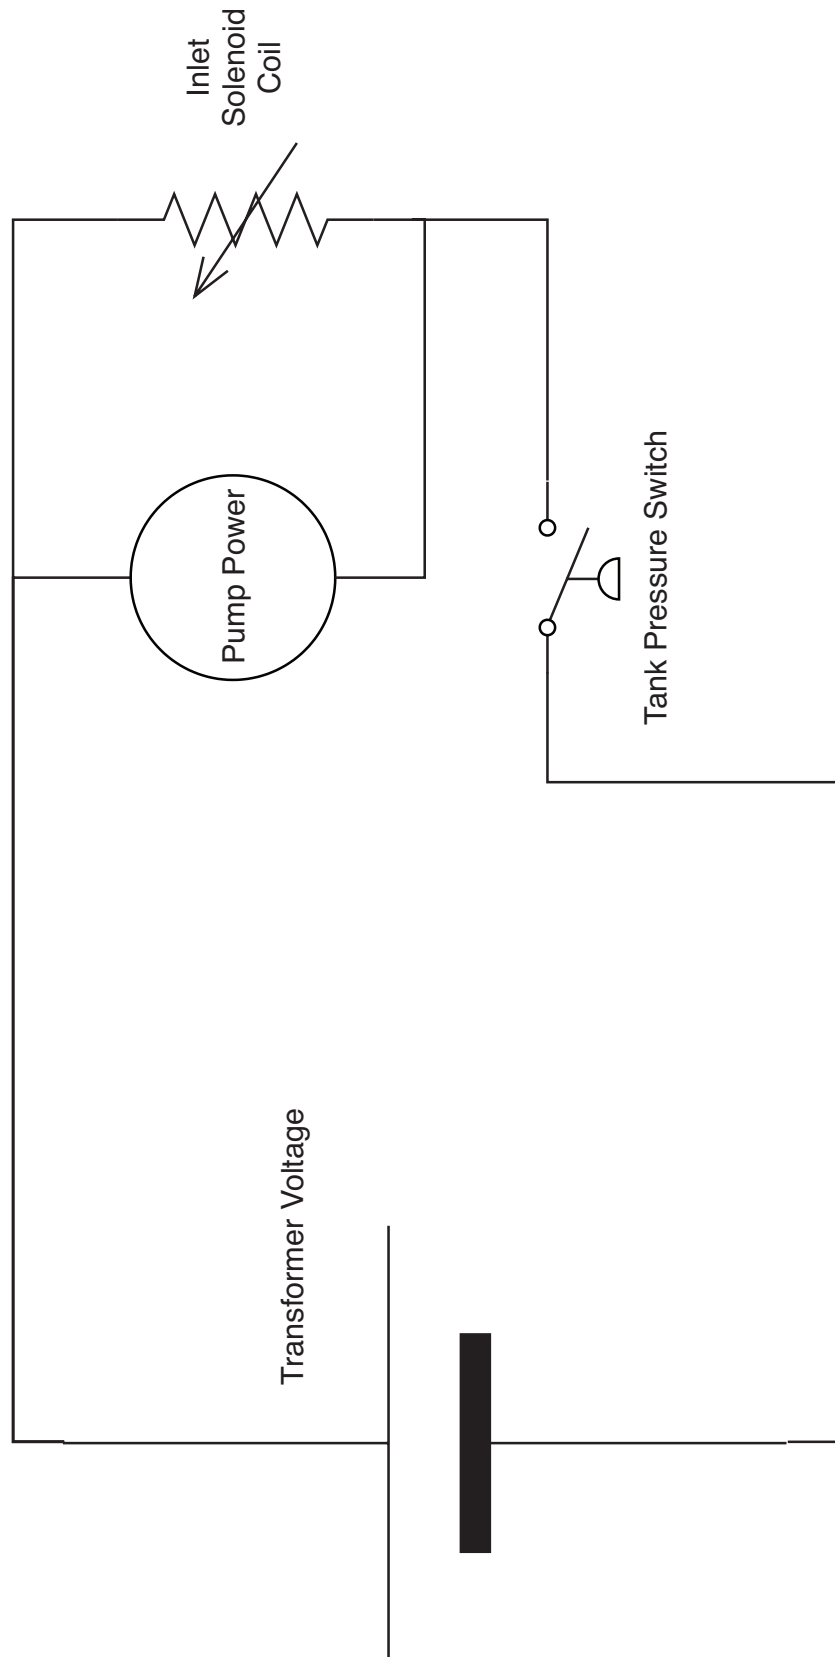 Inlet
Solenoid
Coil
Pump Power
Tank Pressure Switch
Transformer Voltage